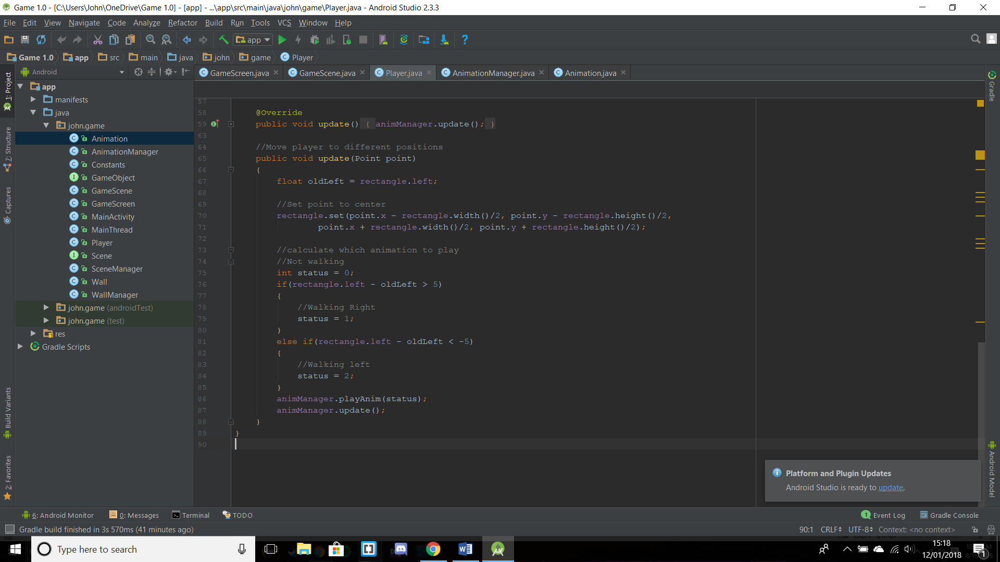 Game 1.0 - [C:\Users\John\OneDrive\Game 1.0] - [app] - ...\app\src\main\java\john\game\Player.java - Android Studio 2.3.3
File Edit View Navigate Code Analyze Refactor Build Run Tools VCS Window Help
app
Game 1.0 app src main java john game Player
Android
GameScreen.java GameScene.java Player.java AnimationManager.java Animation.java
1: Project
7: Structure
Captures
Build Variants
2: Favorites
app
manifests
java
john.game
Animation
AnimationManager
Constants
GameObject
GameScene
GameScreen
MainActivity
MainThread
Player
Scene
SceneManager
Wall
WallManager
john.game (androidTest)
john.game (test)
res
Gradle Scripts
57
58 @Override
59 public void update() { animManager.update(); }
63
64 //Move player to different positions
65 public void update(Point point)
66 {
67 float oldLeft = rectangle.left;
68
69 //Set point to center
70 rectangle.set(point.x - rectangle.width()/2, point.y - rectangle.height()/2,
71 point.x + rectangle.width()/2, point.y + rectangle.height()/2);
72
73 //calculate which animation to play
74 //Not walking
75 int status = 0;
76 if(rectangle.left - oldLeft > 5)
77 {
78 //Walking Right
79 status = 1;
80 }
81 else if(rectangle.left - oldLeft < -5)
82 {
83 //Walking left
84 status = 2;
85 }
86 animManager.playAnim(status);
87 animManager.update();
88 }
89 }
90
Gradle
Android Model
Platform and Plugin Updates
Android Studio is ready to update.
6: Android Monitor 0: Messages Terminal TODO
1 Event Log Gradle Console
Gradle build finished in 3s 570ms (41 minutes ago)
90:1 CRLF UTF-8 Context: <no context>
Type here to search
15:18
12/01/2018
1